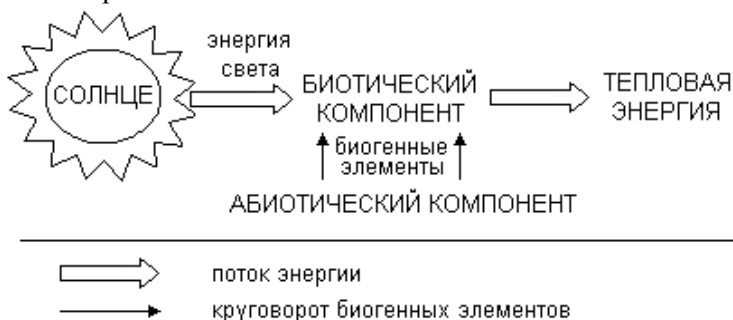 энергия
света
СОЛНЦЕ
БИОТИЧЕСКИЙ
КОМПОНЕНТ
ТЕПЛОВАЯ
ЭНЕРГИЯ
биогенные
элементы
АБИОТИЧЕСКИЙ КОМПОНЕНТ
поток энергии
круговорот биогенных элементов